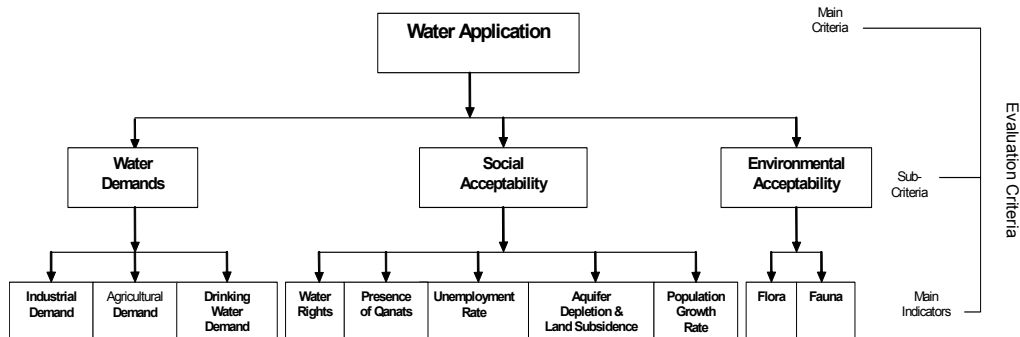 Water Application
Main
Criteria
Water
Demands
Social
Acceptability
Environmental
Acceptability
Sub-
Criteria
Evaluation Criteria
Industrial
Demand
Agricultural
Demand
Drinking
Water
Demand
Water
Rights
Presence
of Qanats
Unemployment
Rate
Aquifer
Depletion &
Land Subsidence
Population
Growth
Rate
Flora
Fauna
Main
Indicators